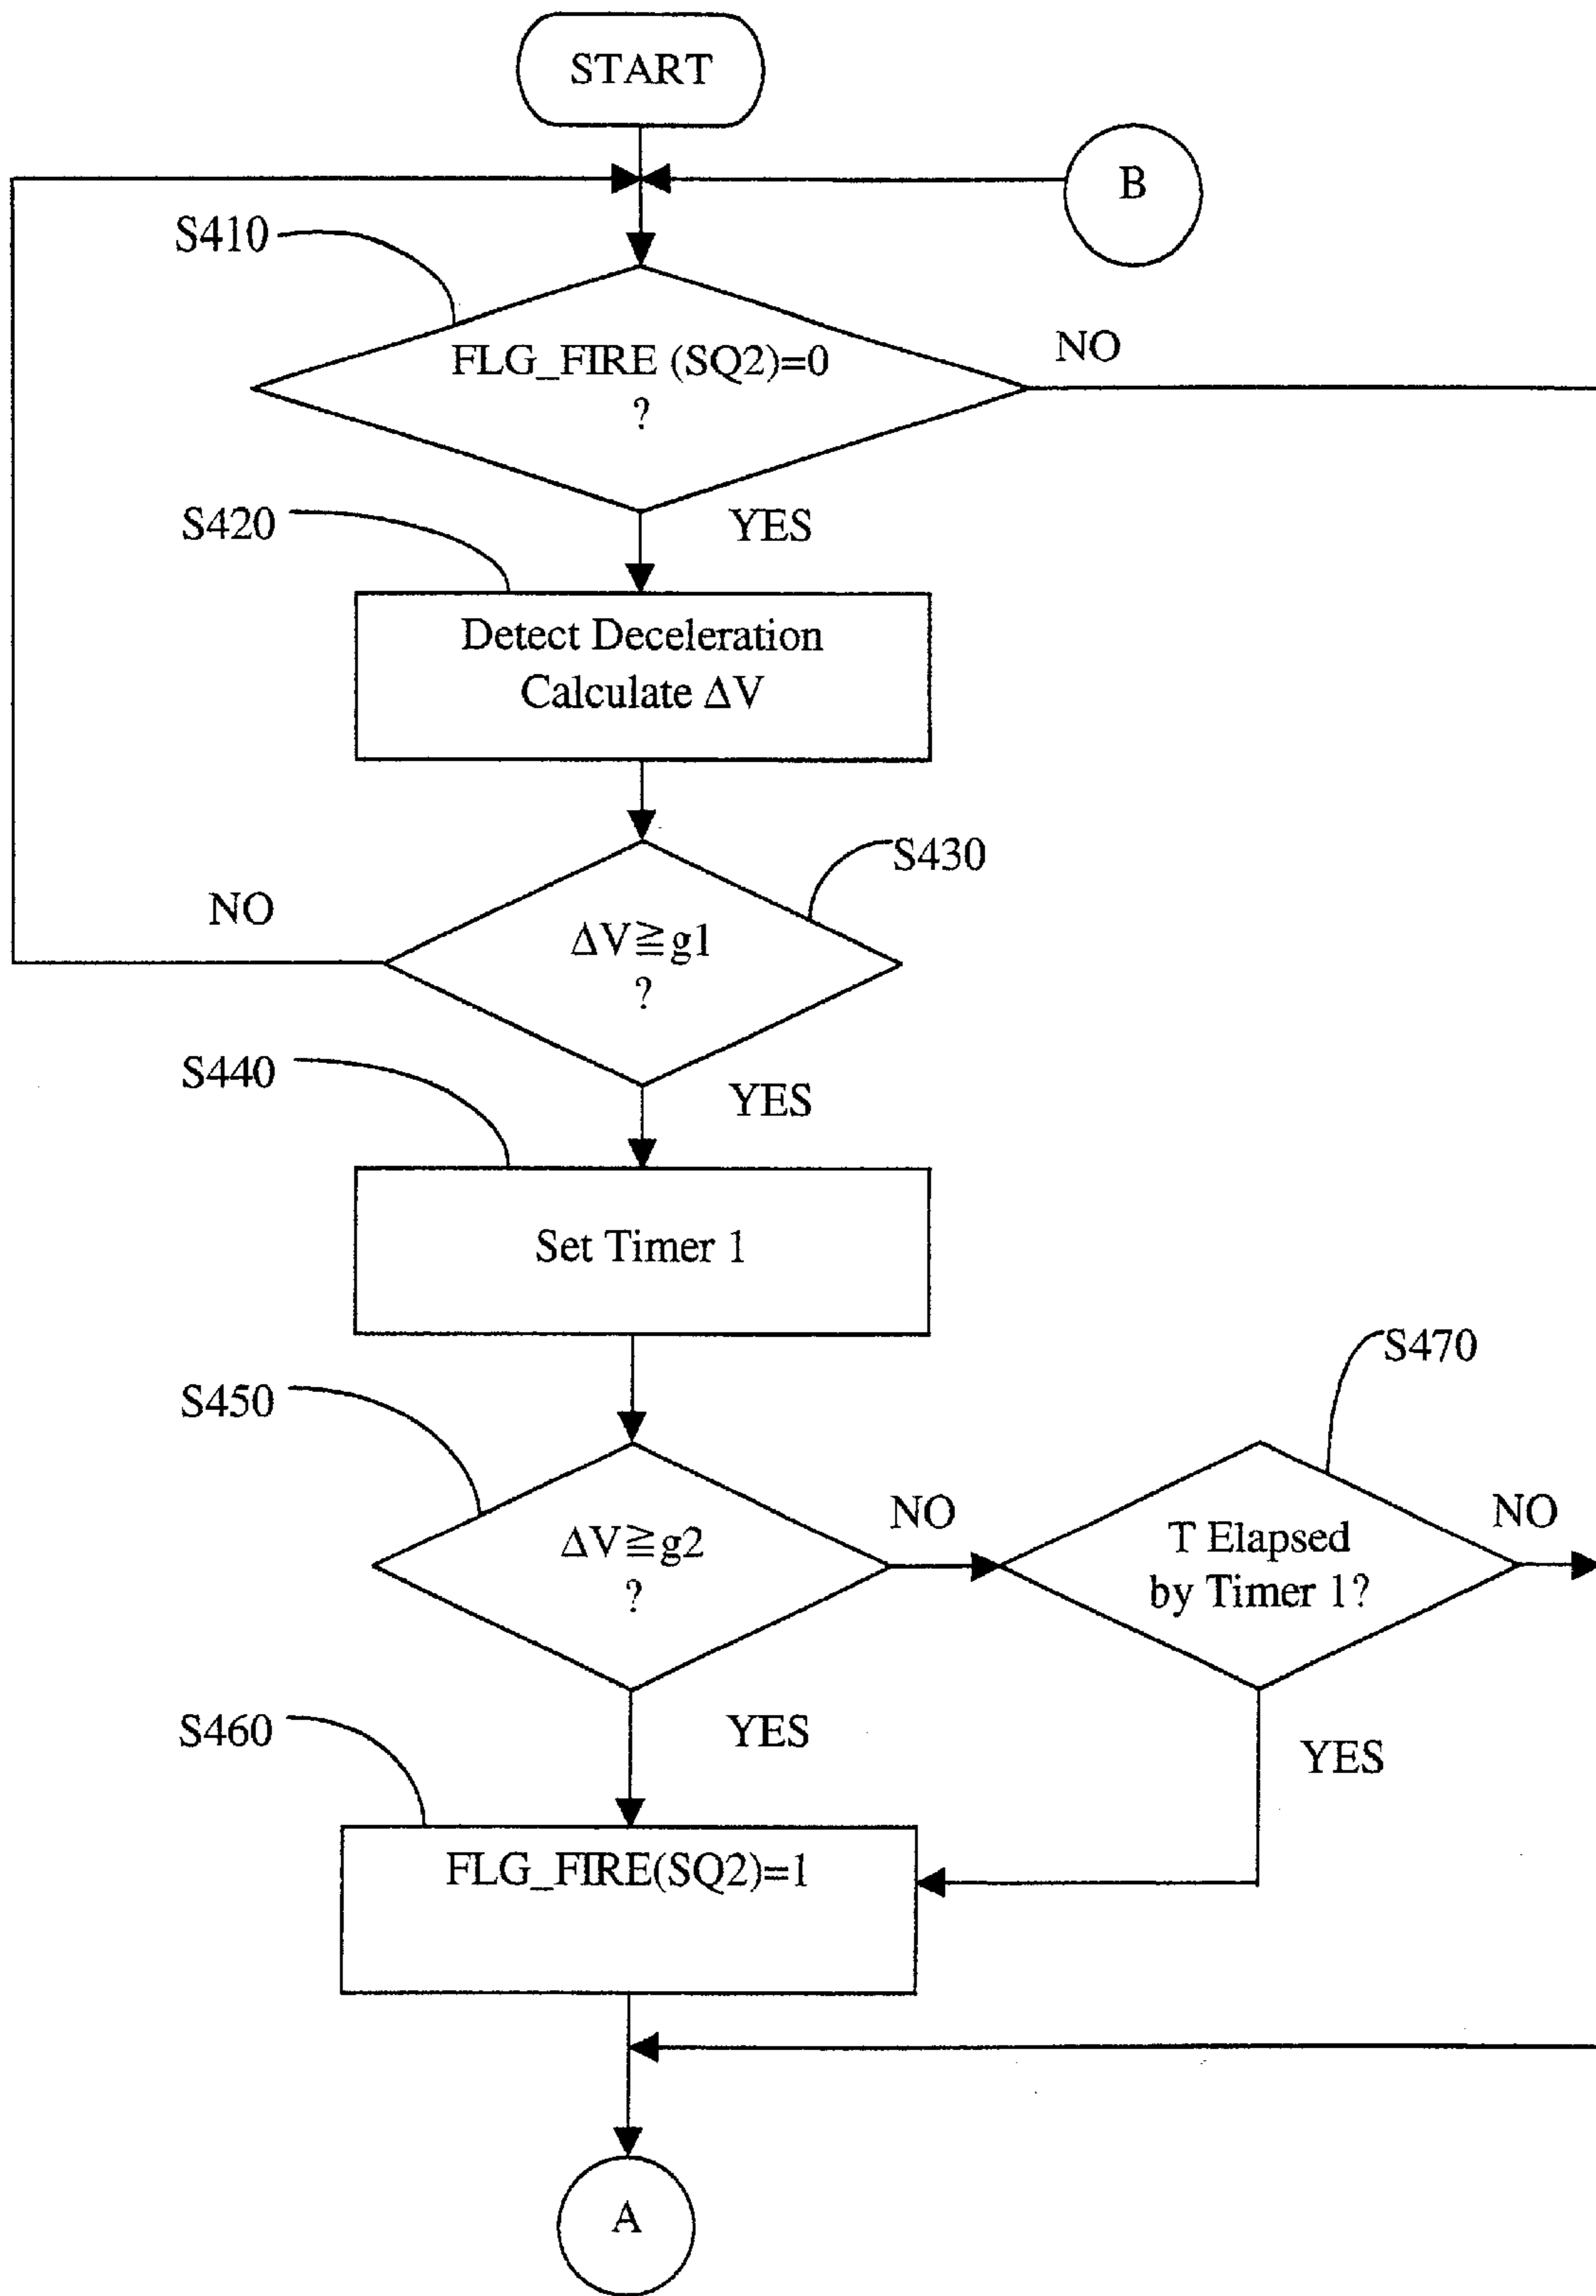 START
B
S410
FLG_FIRE (SQ2)=0
?
NO
S420
YES
Detect Deceleration
Calculate ΔV
S430
NO
ΔV≧g1
?
S440
YES
Set Timer 1
S470
S450
ΔV≧g2
?
NO
T Elapsed
by Timer 1?
NO
S460
YES
YES
FLG_FIRE(SQ2)=1
A